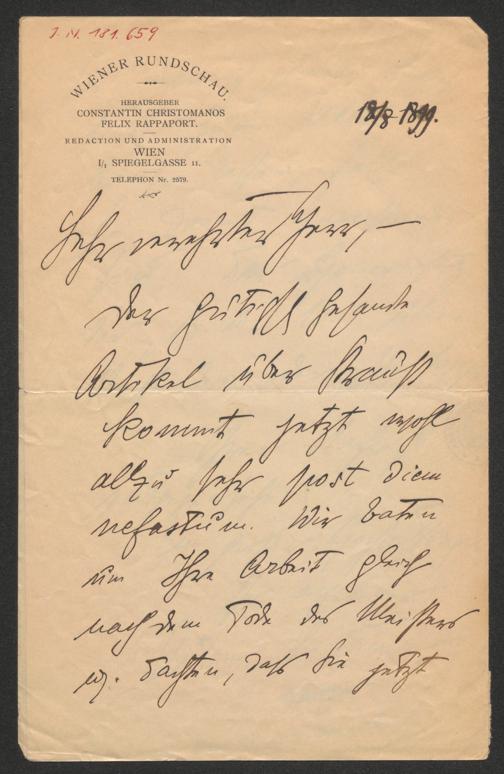 J. N. 181.659
WIENER RUNDSCHAU.
HERAUSGEBER
CONSTANTIN CHRISTOMANOS
FELIX RAPPAPORT.
REDACTION UND ADMINISTRATION
WIEN
I/1 SPIEGELGASSE 11.
TELEPHON Nr. 2579.
18/8 1899.
Sehr verehrter Herr, —
der gütigst gesandte
Artikel über Strauß
kommt jetzt wohl
allzu sehr post diem
nefastum. Wir baten
um Ihre Arbeit gleich
nach dem Tode des Meisters
u. dachten, daß Sie jetzt